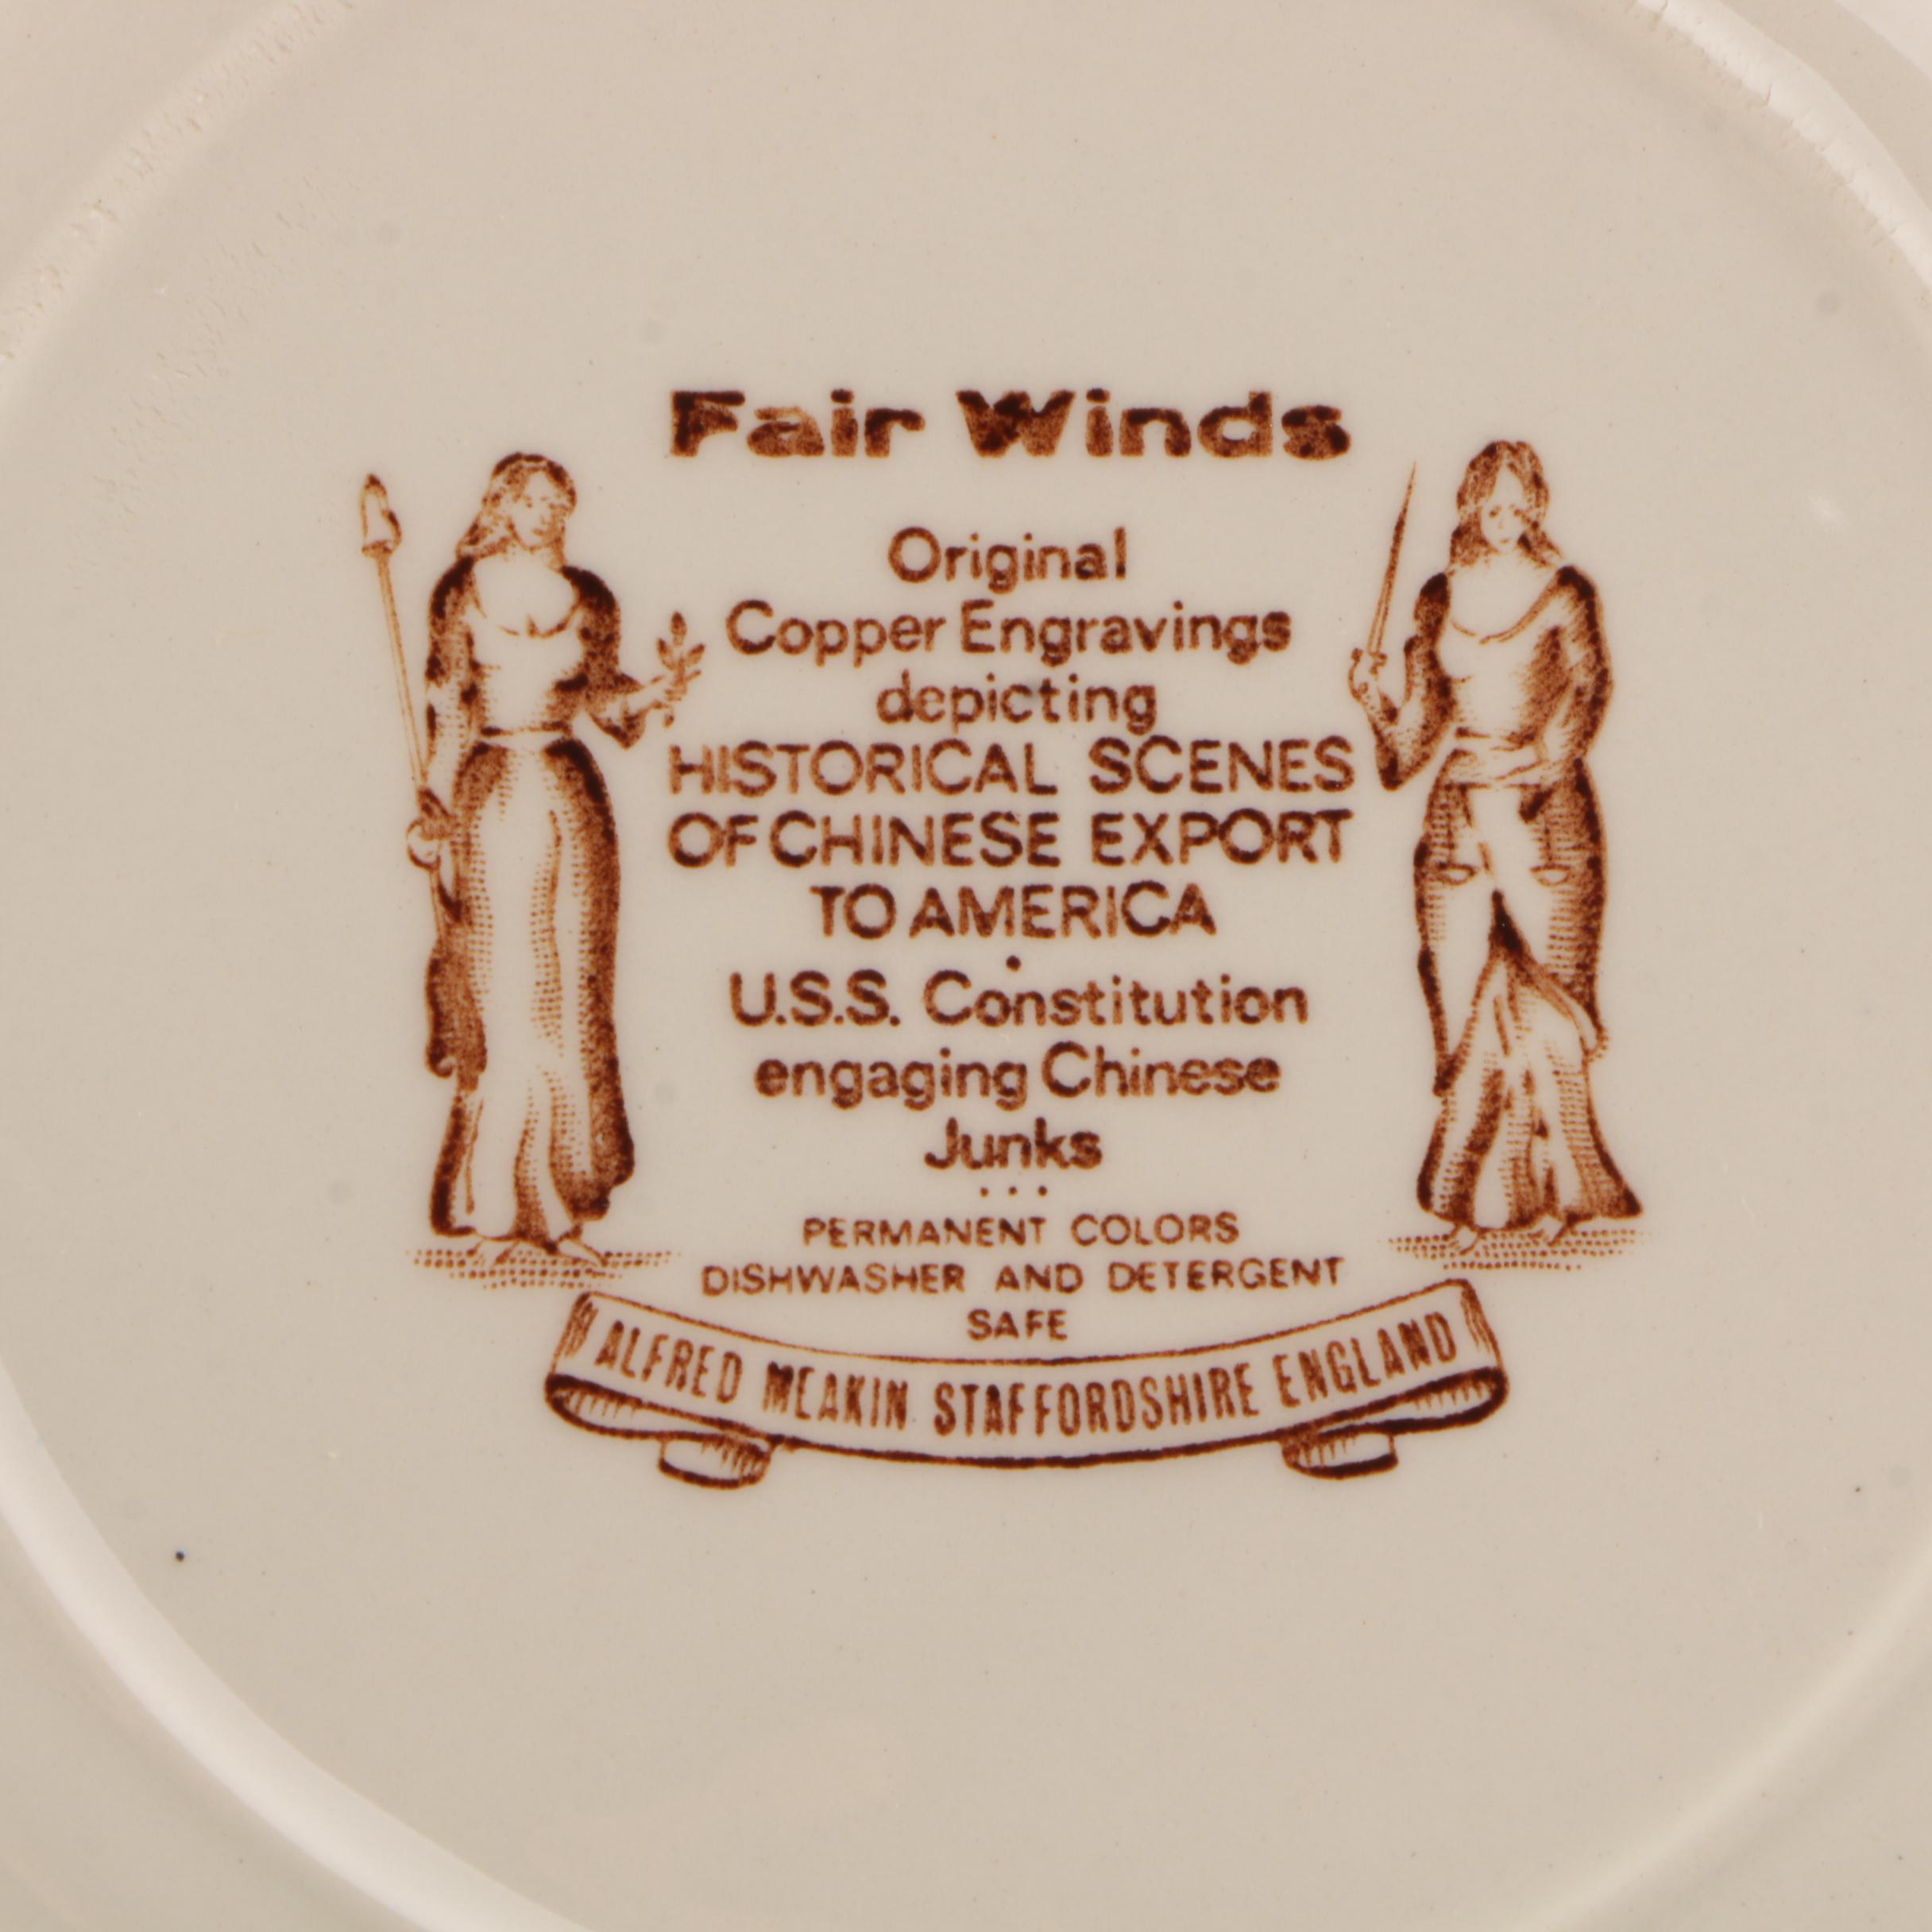 Fair Winds
Original
Copper Engravings
depicting
HISTORICAL SCENES
OF CHINESE EXPORT
TO AMERICA
•
U.S.S. Constitution
engaging Chinese
Junks
...
PERMANENT COLORS
DISHWASHER AND DETERGENT
SAFE
ALFRED MEAKIN STAFFORDSHIRE ENGLAND